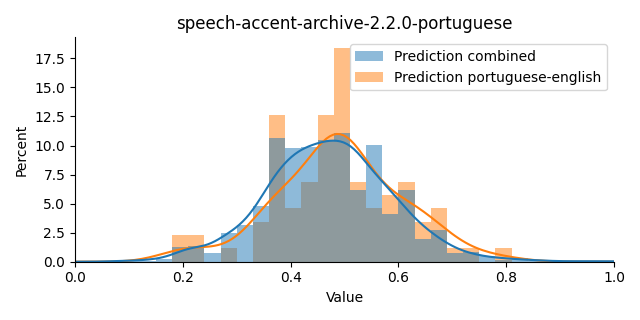 speech-accent-archive-2.2.0-portuguese
Prediction combined
Prediction portuguese-english
Percent
17.5
15.0
12.5
10.0
7.5
5.0
2.5
0.0
0.0 0.2 0.4 0.6 0.8 1.0
Value